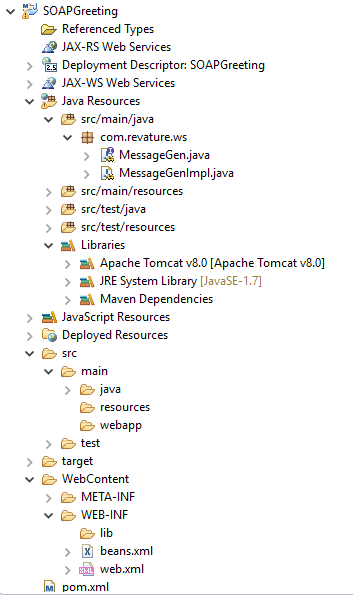 SOAPGreeting
Referenced Types
JAX-RS Web Services
Deployment Descriptor: SOAPGreeting
JAX-WS Web Services
Java Resources
src/main/java
com.revature.ws
MessageGen.java
MessageGenImpl.java
src/main/resources
src/test/java
src/test/resources
Libraries
Apache Tomcat v8.0 [Apache Tomcat v8.0]
JRE System Library [JavaSE-1.7]
Maven Dependencies
JavaScript Resources
Deployed Resources
src
main
java
resources
webapp
test
target
WebContent
META-INF
WEB-INF
lib
beans.xml
web.xml
pom.xml